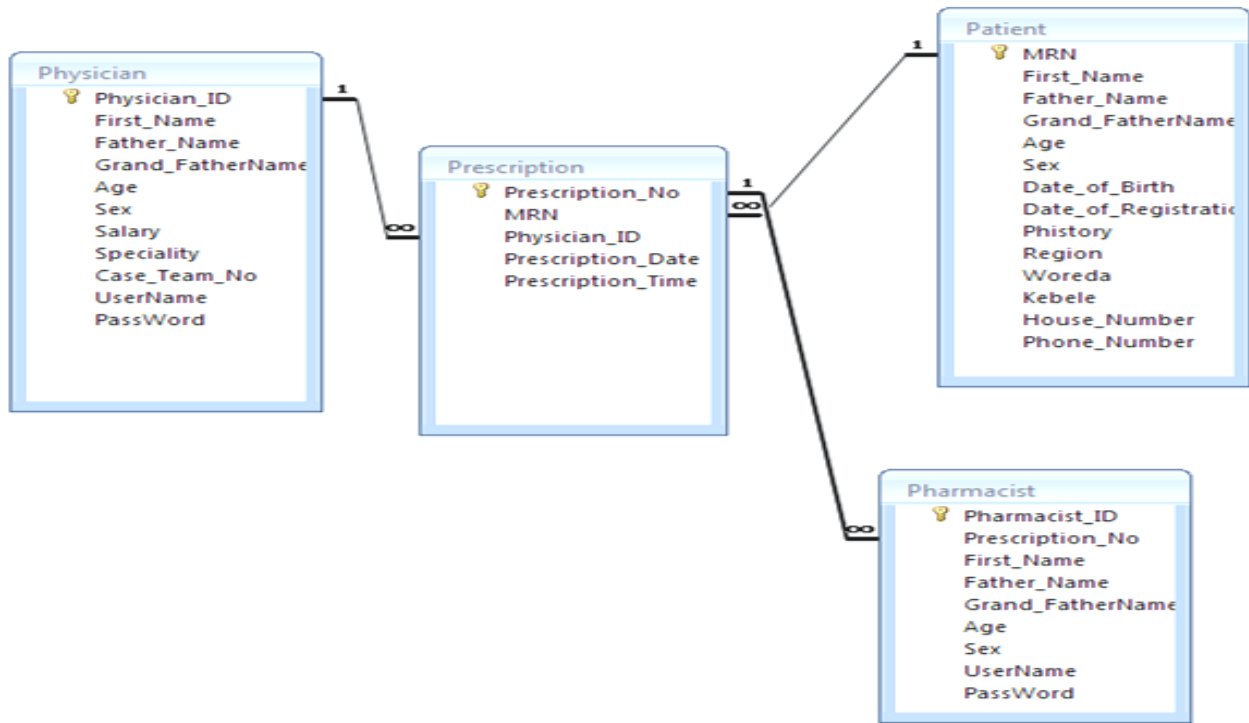 Physician
Physician_ID
First_Name
Father_Name
Grand_FatherName
Age
Sex
Salary
Speciality
Case_Team_No
UserName
PassWord
1
∞
Prescription
Prescription_No
MRN
Physician_ID
Prescription_Date
Prescription_Time
1
∞
1
∞
Patient
MRN
First_Name
Father_Name
Grand_FatherName
Age
Sex
Date_of_Birth
Date_of_Registratic
Phistory
Region
Woreda
Kebele
House_Number
Phone_Number
Pharmacist
Pharmacist_ID
Prescription_No
First_Name
Father_Name
Grand_FatherName
Age
Sex
UserName
PassWord